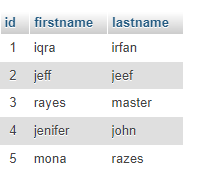 id firstname lastname
1 iqra irfan
2 jeff jeef
3 rayes master
4 jenifer john
5 mona razes